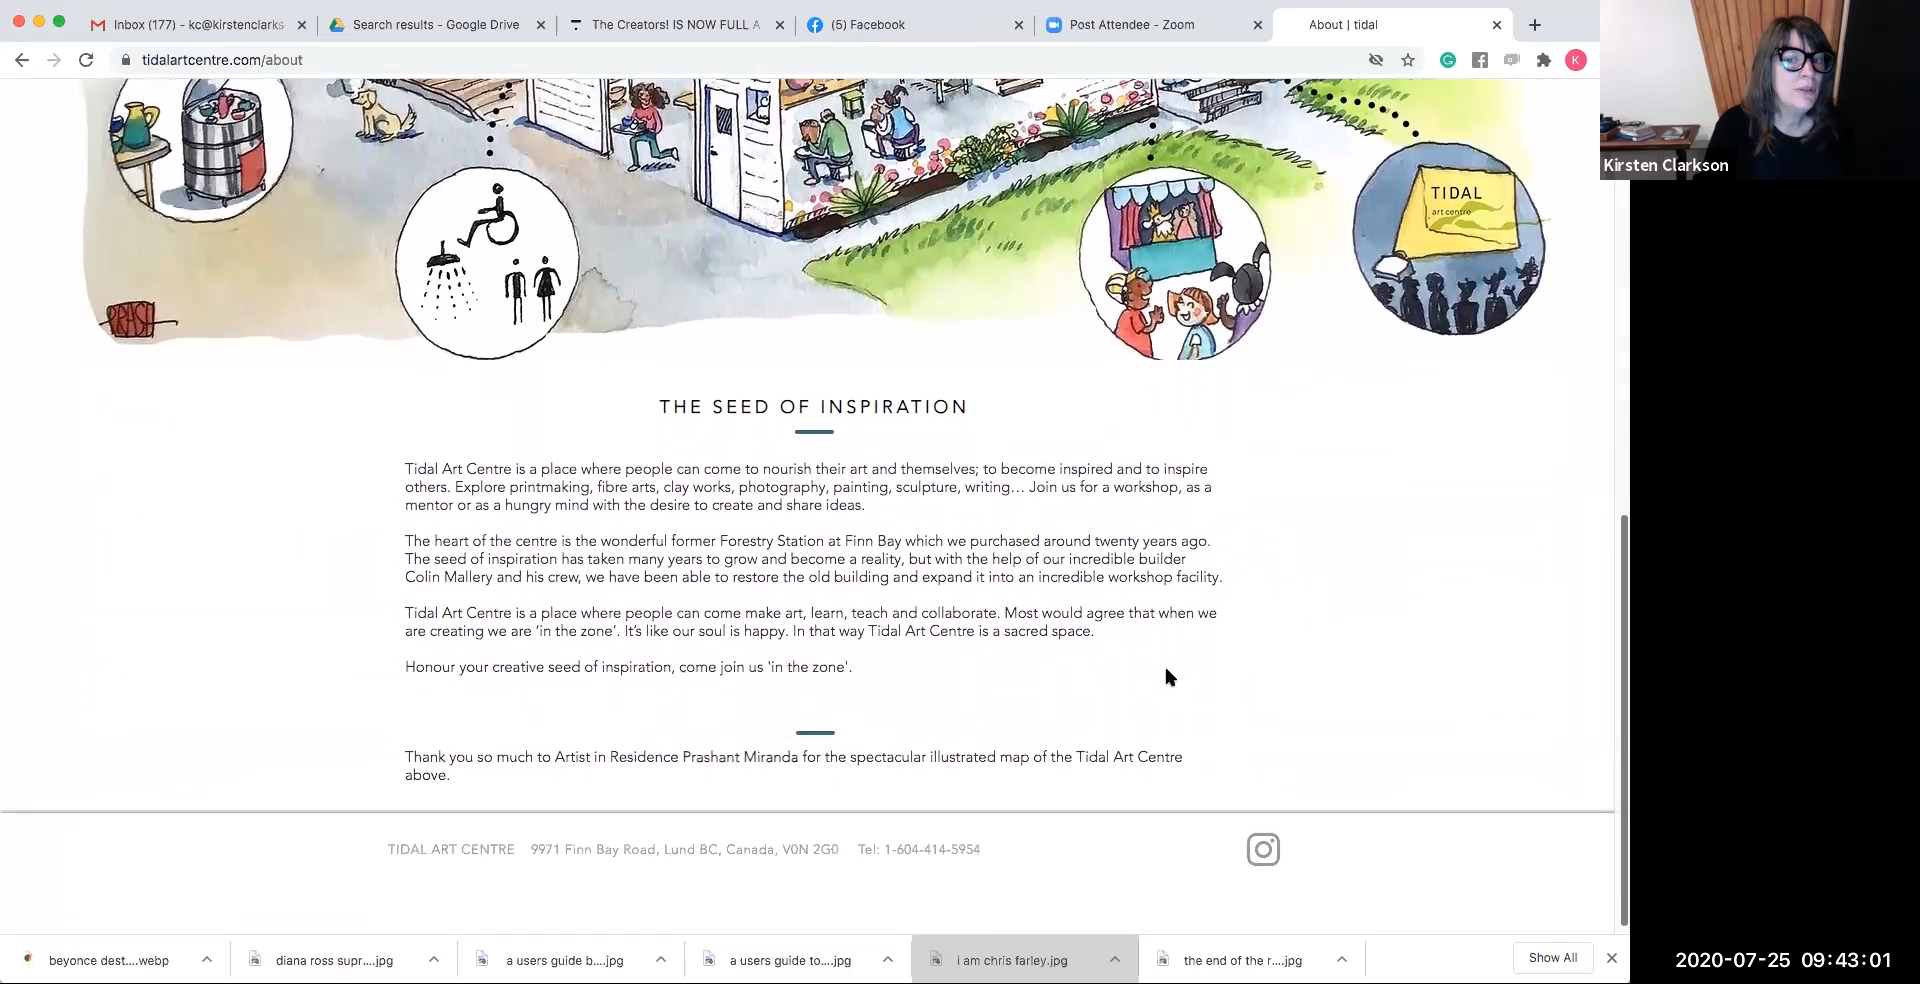 Inbox (177) - kc@kirstenclarks
Search results - Google Drive
The Creators! IS NOW FULL A
(5) Facebook
Post Attendee - Zoom
About | tidal
tidalartcentre.com/about
K
Kirsten Clarkson
TIDAL
art centre
PRASH
THE SEED OF INSPIRATION
Tidal Art Centre is a place where people can come to nourish their art and themselves; to become inspired and to inspire
others. Explore printmaking, fibre arts, clay works, photography, painting, sculpture, writing… Join us for a workshop, as a
mentor or as a hungry mind with the desire to create and share ideas.
The heart of the centre is the wonderful former Forestry Station at Finn Bay which we purchased around twenty years ago.
The seed of inspiration has taken many years to grow and become a reality, but with the help of our incredible builder
Colin Mallery and his crew, we have been able to restore the old building and expand it into an incredible workshop facility.
Tidal Art Centre is a place where people can come make art, learn, teach and collaborate. Most would agree that when we
are creating we are ‘in the zone’. It’s like our soul is happy. In that way Tidal Art Centre is a sacred space.
Honour your creative seed of inspiration, come join us 'in the zone'.
Thank you so much to Artist in Residence Prashant Miranda for the spectacular illustrated map of the Tidal Art Centre
above.
TIDAL ART CENTRE 9971 Finn Bay Road, Lund BC, Canada, V0N 2G0 Tel: 1-604-414-5954
beyonce dest....webp
diana ross supr....jpg
a users guide b....jpg
a users guide to....jpg
i am chris farley.jpg
the end of the r....jpg
Show All
2020-07-25 09:43:01